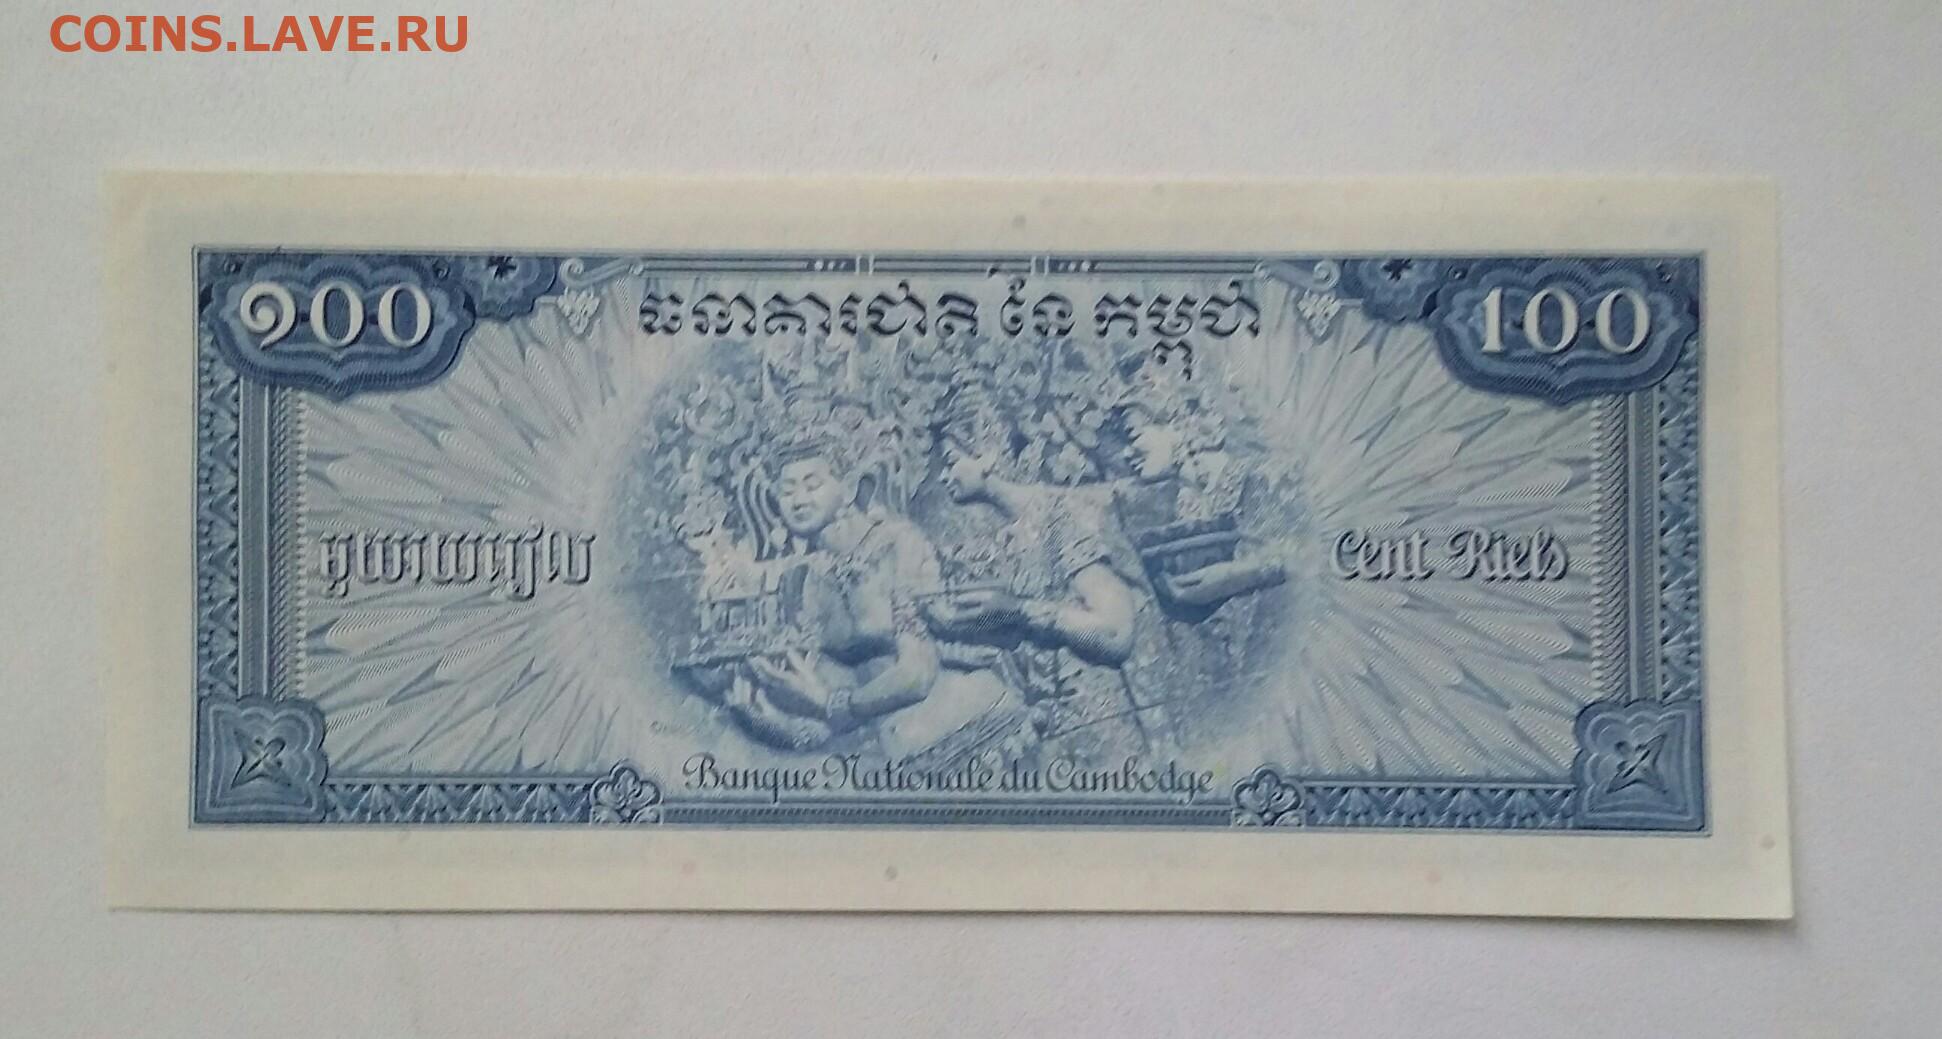 COINS.LAVE.RU
១០០
ធនាគារជាតិ នៃ កម្ពុជា
100
មួយរយរៀល
Cent Riels
Banque Nationale du Cambodge